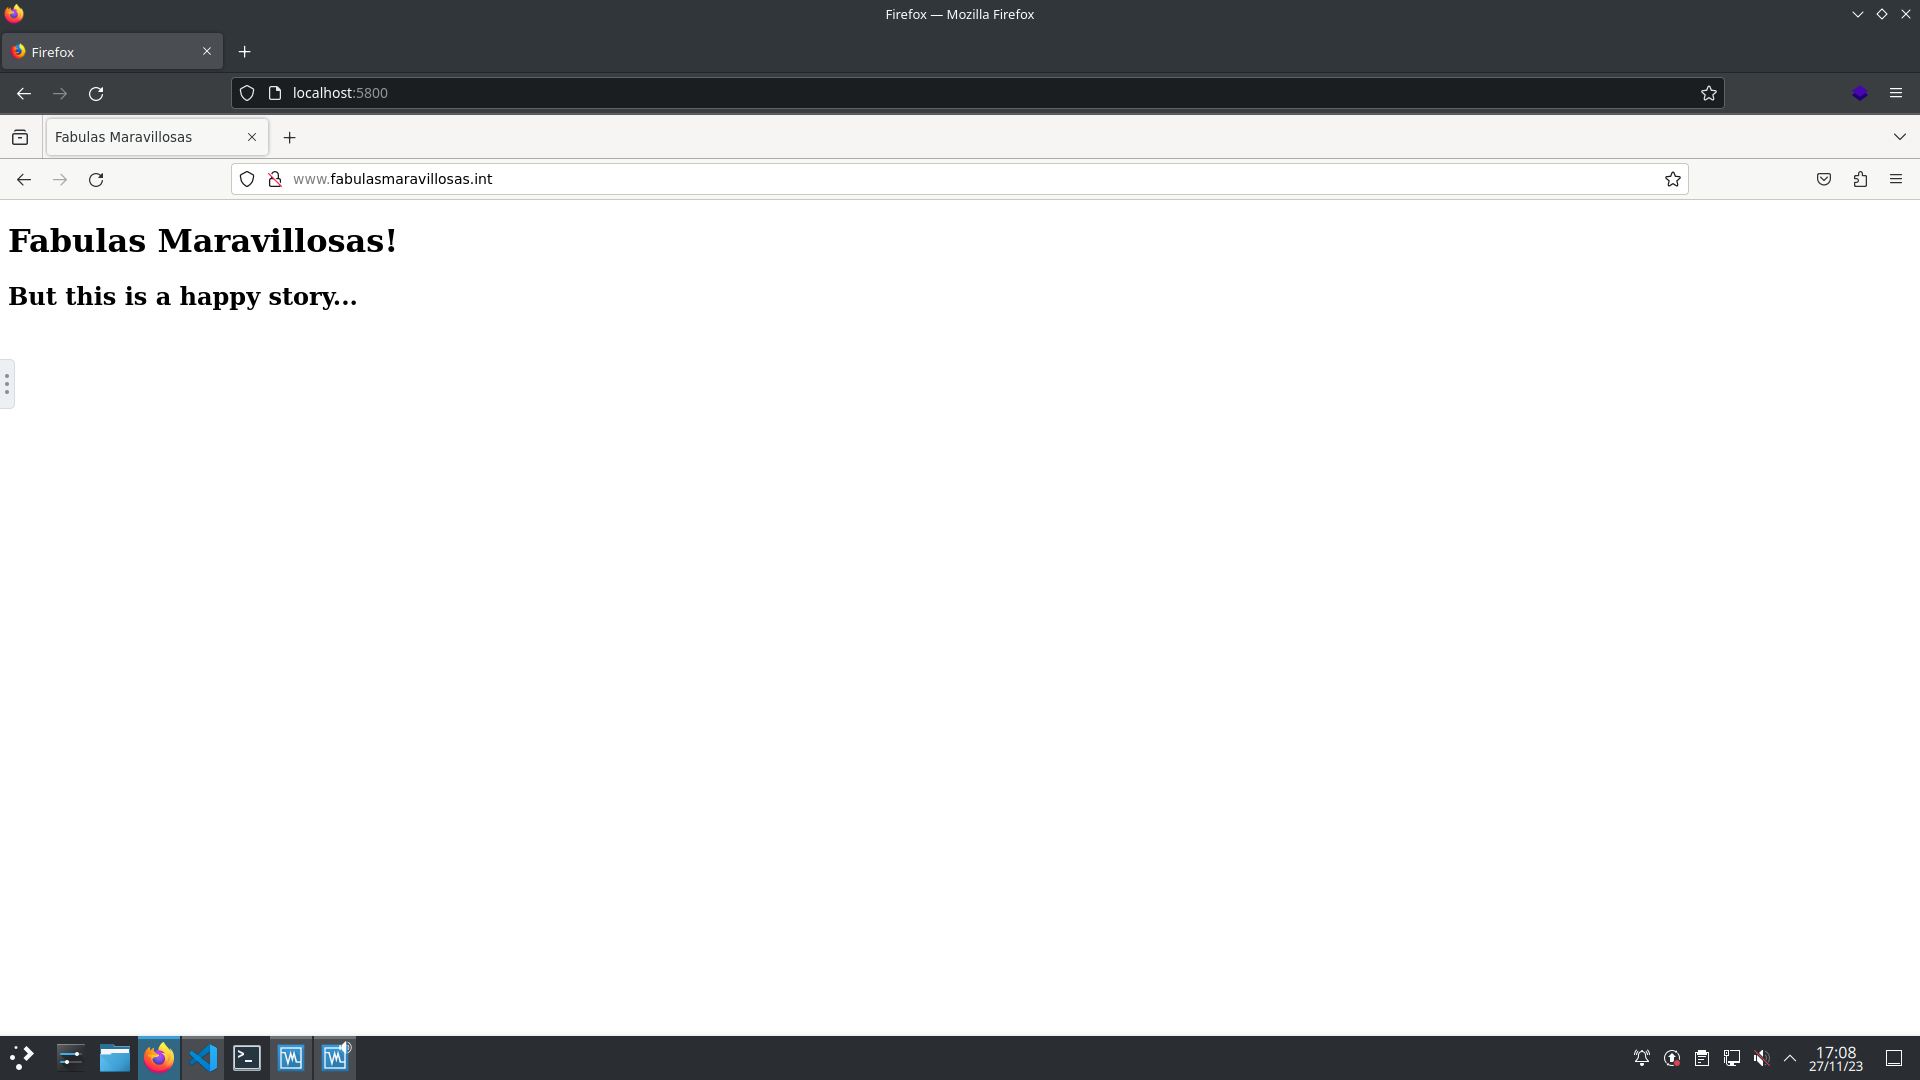 Firefox — Mozilla Firefox
Firefox
localhost:5800
Fabulas Maravillosas
www.fabulasmaravillosas.int
Fabulas Maravillosas!
But this is a happy story...
17:08
27/11/23